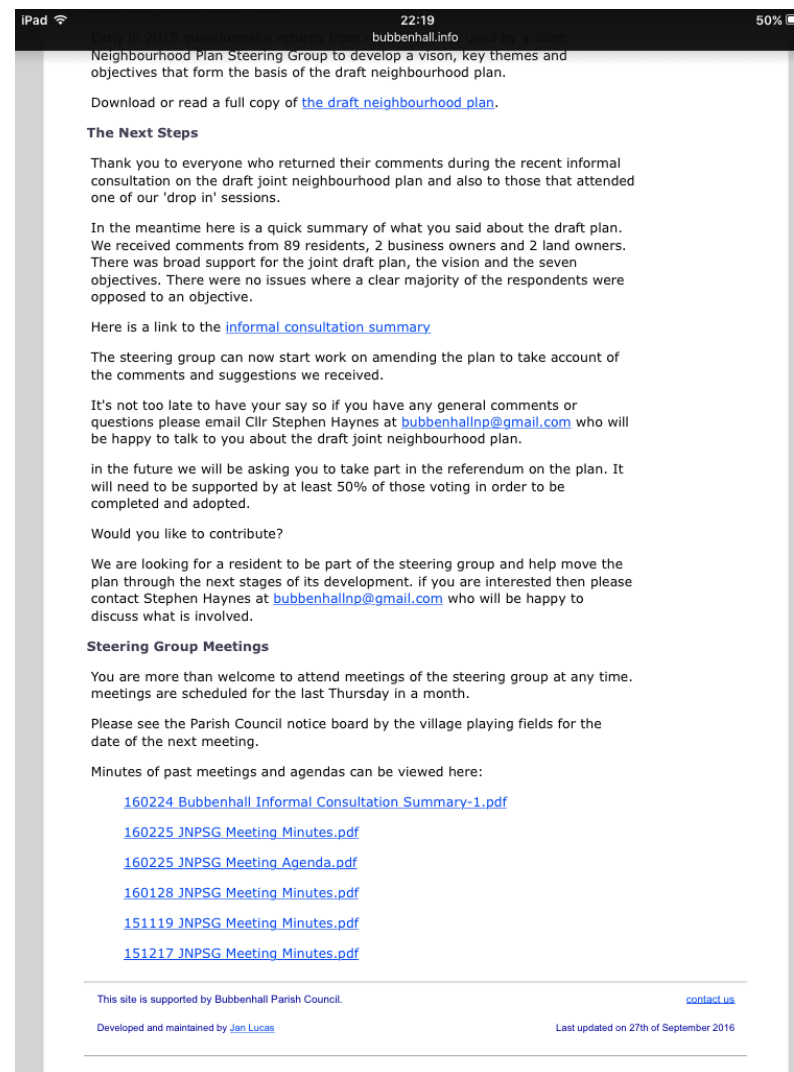 iPad 22:19 50%
bubbenhall.info
Early in 2015 questionnaire returns from used by a Joint
Neighbourhood Plan Steering Group to develop a vison, key themes and
objectives that form the basis of the draft neighbourhood plan.
Download or read a full copy of the draft neighbourhood plan.
The Next Steps
Thank you to everyone who returned their comments during the recent informal
consultation on the draft joint neighbourhood plan and also to those that attended
one of our 'drop in' sessions.
In the meantime here is a quick summary of what you said about the draft plan.
We received comments from 89 residents, 2 business owners and 2 land owners.
There was broad support for the joint draft plan, the vision and the seven
objectives. There were no issues where a clear majority of the respondents were
opposed to an objective.
Here is a link to the informal consultation summary
The steering group can now start work on amending the plan to take account of
the comments and suggestions we received.
It's not too late to have your say so if you have any general comments or
questions please email Cllr Stephen Haynes at bubbenhallnp@gmail.com who will
be happy to talk to you about the draft joint neighbourhood plan.
in the future we will be asking you to take part in the referendum on the plan. It
will need to be supported by at least 50% of those voting in order to be
completed and adopted.
Would you like to contribute?
We are looking for a resident to be part of the steering group and help move the
plan through the next stages of its development. if you are interested then please
contact Stephen Haynes at bubbenhallnp@gmail.com who will be happy to
discuss what is involved.
Steering Group Meetings
You are more than welcome to attend meetings of the steering group at any time.
meetings are scheduled for the last Thursday in a month.
Please see the Parish Council notice board by the village playing fields for the
date of the next meeting.
Minutes of past meetings and agendas can be viewed here:
160224 Bubbenhall Informal Consultation Summary-1.pdf
160225 JNPSG Meeting Minutes.pdf
160225 JNPSG Meeting Agenda.pdf
160128 JNPSG Meeting Minutes.pdf
151119 JNPSG Meeting Minutes.pdf
151217 JNPSG Meeting Minutes.pdf
This site is supported by Bubbenhall Parish Council. contact us
Developed and maintained by Jan Lucas Last updated on 27th of September 2016